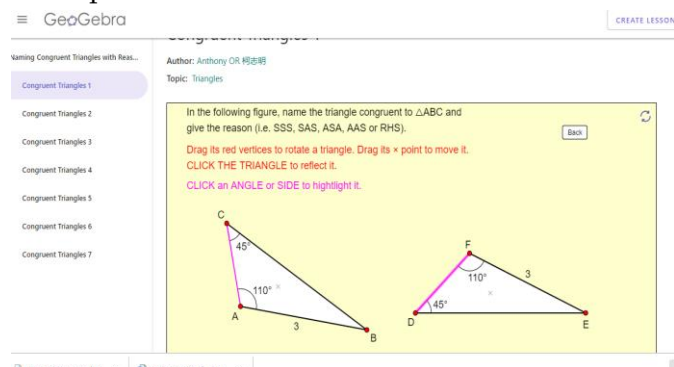 GeoGebra
CREATE LESSON
Naming Congruent Triangles with Reas...
Congruent Triangles 1
Congruent Triangles 2
Congruent Triangles 3
Congruent Triangles 4
Congruent Triangles 5
Congruent Triangles 6
Congruent Triangles 7
Congruent Triangles 1
Author: Anthony OR 柯志明
Topic: Triangles
In the following figure, name the triangle congruent to △ABC and
give the reason (i.e. SSS, SAS, ASA, AAS or RHS).
Back
Drag its red vertices to rotate a triangle. Drag its × point to move it.
CLICK THE TRIANGLE to reflect it.
CLICK an ANGLE or SIDE to hightlight it.
C
45°
110°
A
3
B
F
110°
3
45°
D
E